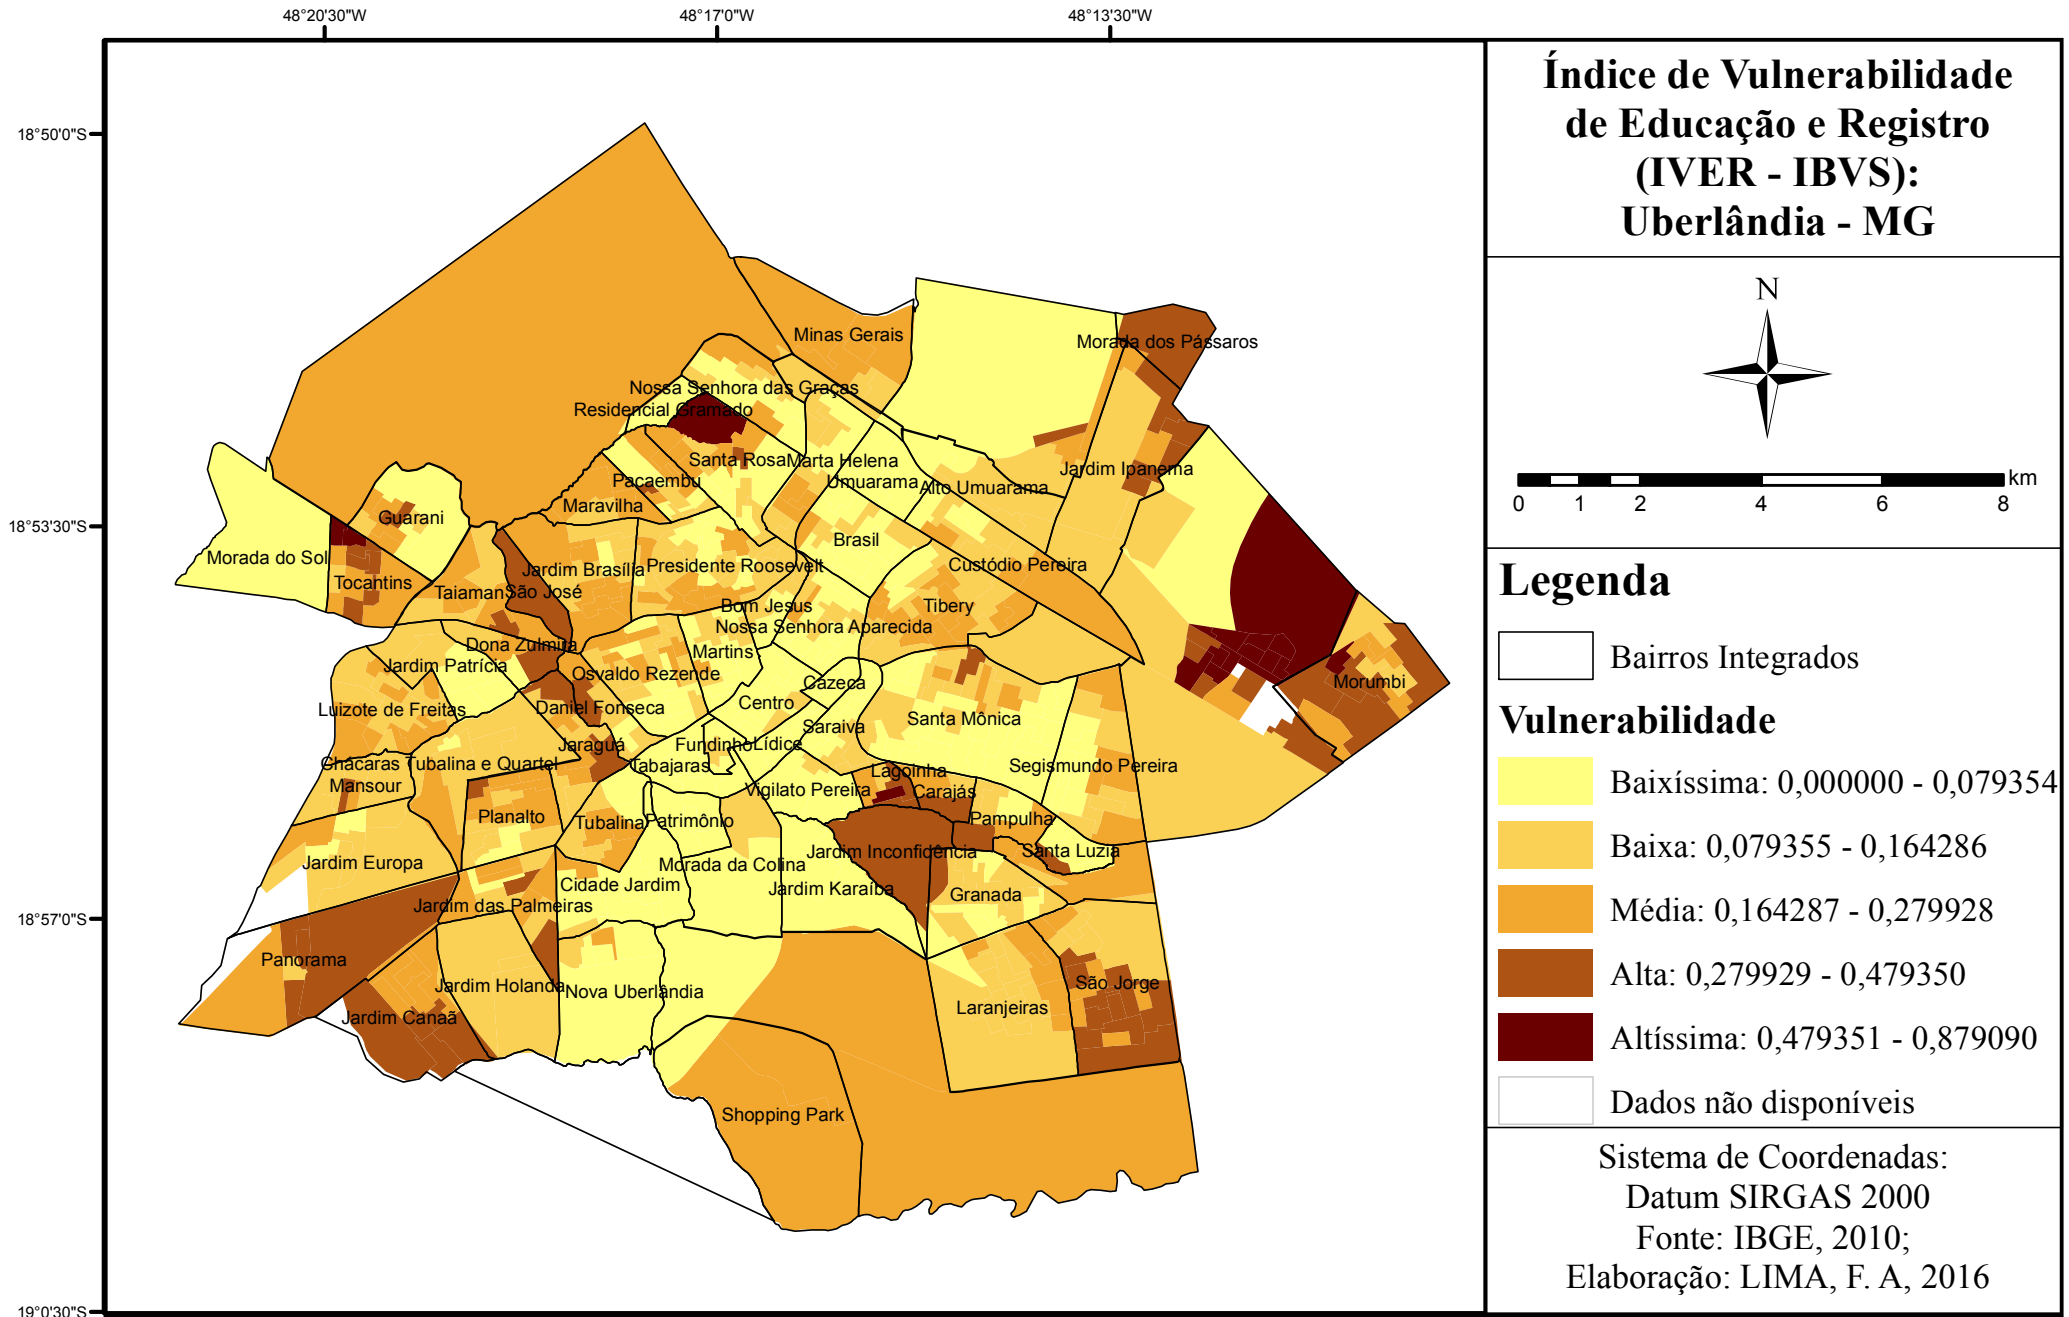 48°20'30"W
48°17'0"W
48°13'30"W
18°50'0"S
18°53'30"S
18°57'0"S
19°0'30"S
Minas Gerais
Morada dos Pássaros
Nossa Senhora das Graças
Residencial Gramado
Santa Rosa
Marta Helena
Jardim Ipanema
Pacaembu
Umuarama
Alto Umuarama
Maravilha
Guarani
Brasil
Morada do Sol
Jardim Brasília
Presidente Roosevelt
Custódio Pereira
Tocantins
Taiaman
São José
Bom Jesus
Tibery
Nossa Senhora Aparecida
Dona Zulmira
Martins
Jardim Patrícia
Osvaldo Rezende
Cazeca
Morumbi
Centro
Luizote de Freitas
Daniel Fonseca
Saraiva
Santa Mônica
Jaraguá
Fundinho
Lídice
Chácaras Tubalina e Quartel
Tabajaras
Lagoinha
Segismundo Pereira
Mansour
Vigilato Pereira
Carajás
Planalto
Tubalina
Patrimônio
Pampulha
Jardim Europa
Morada da Colina
Jardim Inconfidência
Santa Luzia
Cidade Jardim
Jardim Karaíba
Granada
Jardim das Palmeiras
Panorama
Jardim Holanda
Nova Uberlândia
São Jorge
Jardim Canaã
Laranjeiras
Shopping Park
Índice de Vulnerabilidade
de Educação e Registro
(IVER - IBVS):
Uberlândia - MG
N
km
0 1 2 4 6 8
Legenda
Bairros Integrados
Vulnerabilidade
Baixíssima: 0,000000 - 0,079354
Baixa: 0,079355 - 0,164286
Média: 0,164287 - 0,279928
Alta: 0,279929 - 0,479350
Altíssima: 0,479351 - 0,879090
Dados não disponíveis
Sistema de Coordenadas:
Datum SIRGAS 2000
Fonte: IBGE, 2010;
Elaboração: LIMA, F. A, 2016